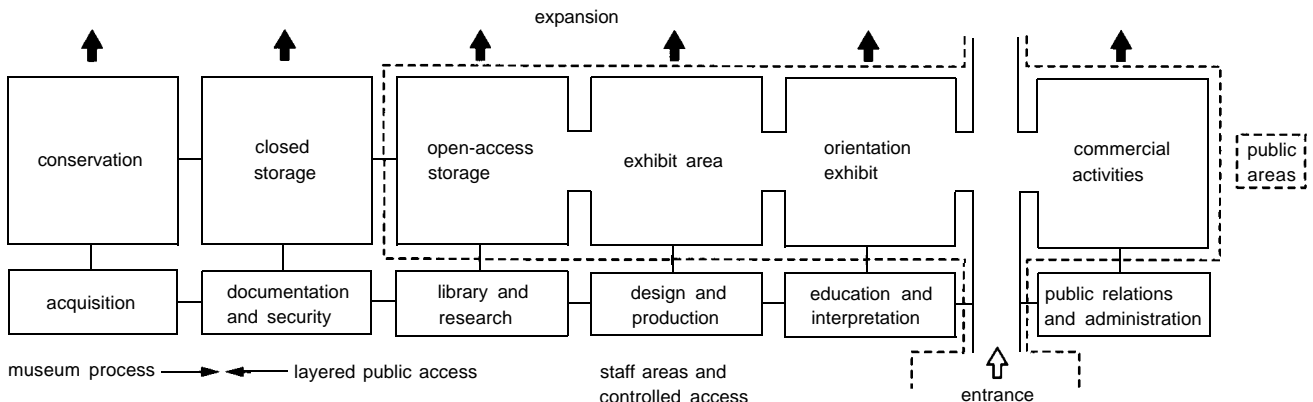 expansion
conservation
closed
storage
open-access
storage
exhibit area
orientation
exhibit
commercial
activities
public
areas
acquisition
documentation
and security
library and
research
design and
production
education and
interpretation
public relations
and administration
museum process
layered public access
staff areas and
controlled access
entrance